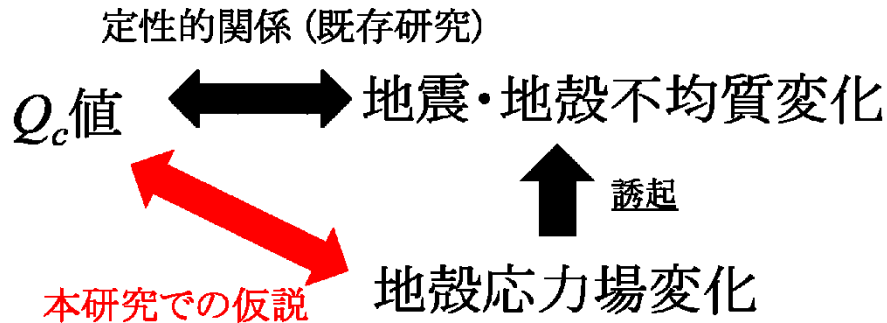 定性的関係 (既存研究)
Qc値
地震・地殻不均質変化
誘起
本研究での仮説
地殻応力場変化